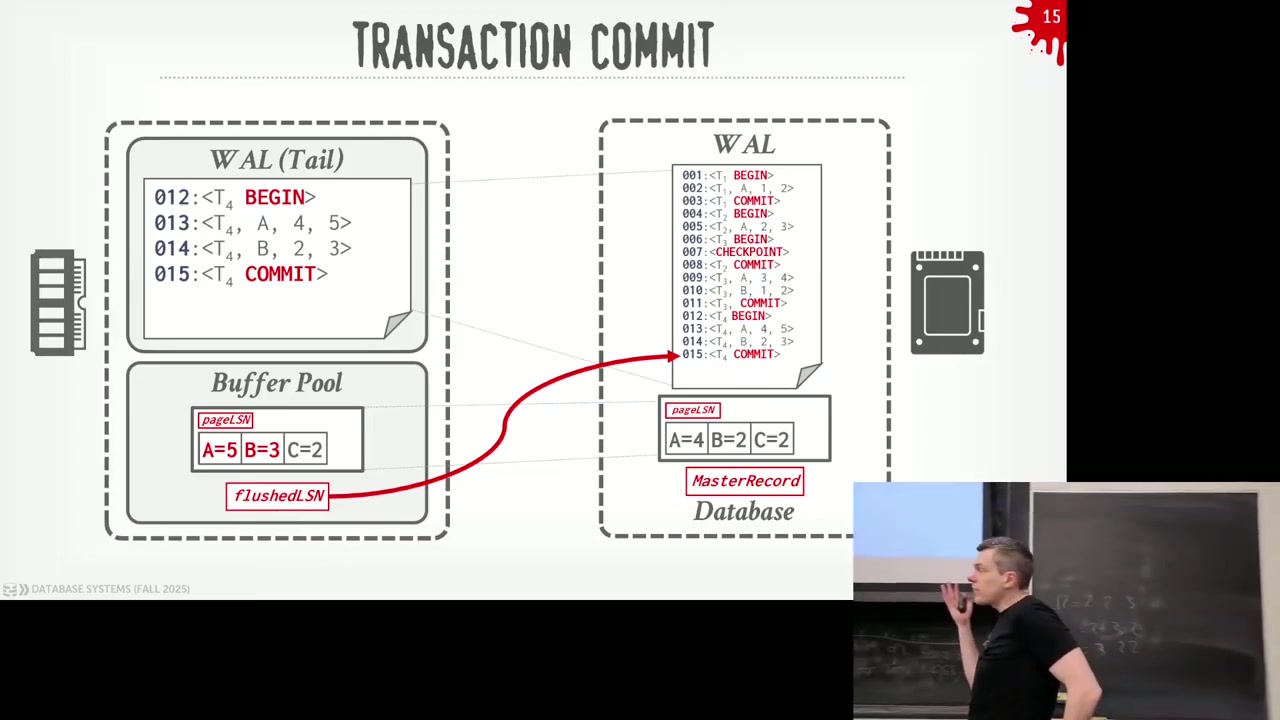 TRANSACTION COMMIT
15
WAL (Tail)
012:<T4 BEGIN>
013:<T4, A, 4, 5>
014:<T4, B, 2, 3>
015:<T4 COMMIT>
Buffer Pool
pageLSN
A=5 B=3 C=2
flushedLSN
WAL
001:<T1 BEGIN>
002:<T1, A, 1, 2>
003:<T1 COMMIT>
004:<T2 BEGIN>
005:<T2, A, 2, 3>
006:<T3 BEGIN>
007:<CHECKPOINT>
008:<T2 COMMIT>
009:<T3, A, 3, 4>
010:<T3, B, 1, 2>
011:<T3, COMMIT>
012:<T4 BEGIN>
013:<T4, A, 4, 5>
014:<T4, B, 2, 3>
015:<T4 COMMIT>
pageLSN
A=4 B=2 C=2
MasterRecord
Database
DATABASE SYSTEMS (FALL 2025)